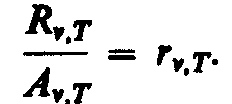 R_{ν,T} / A_{ν,T} = r_{ν,T}.